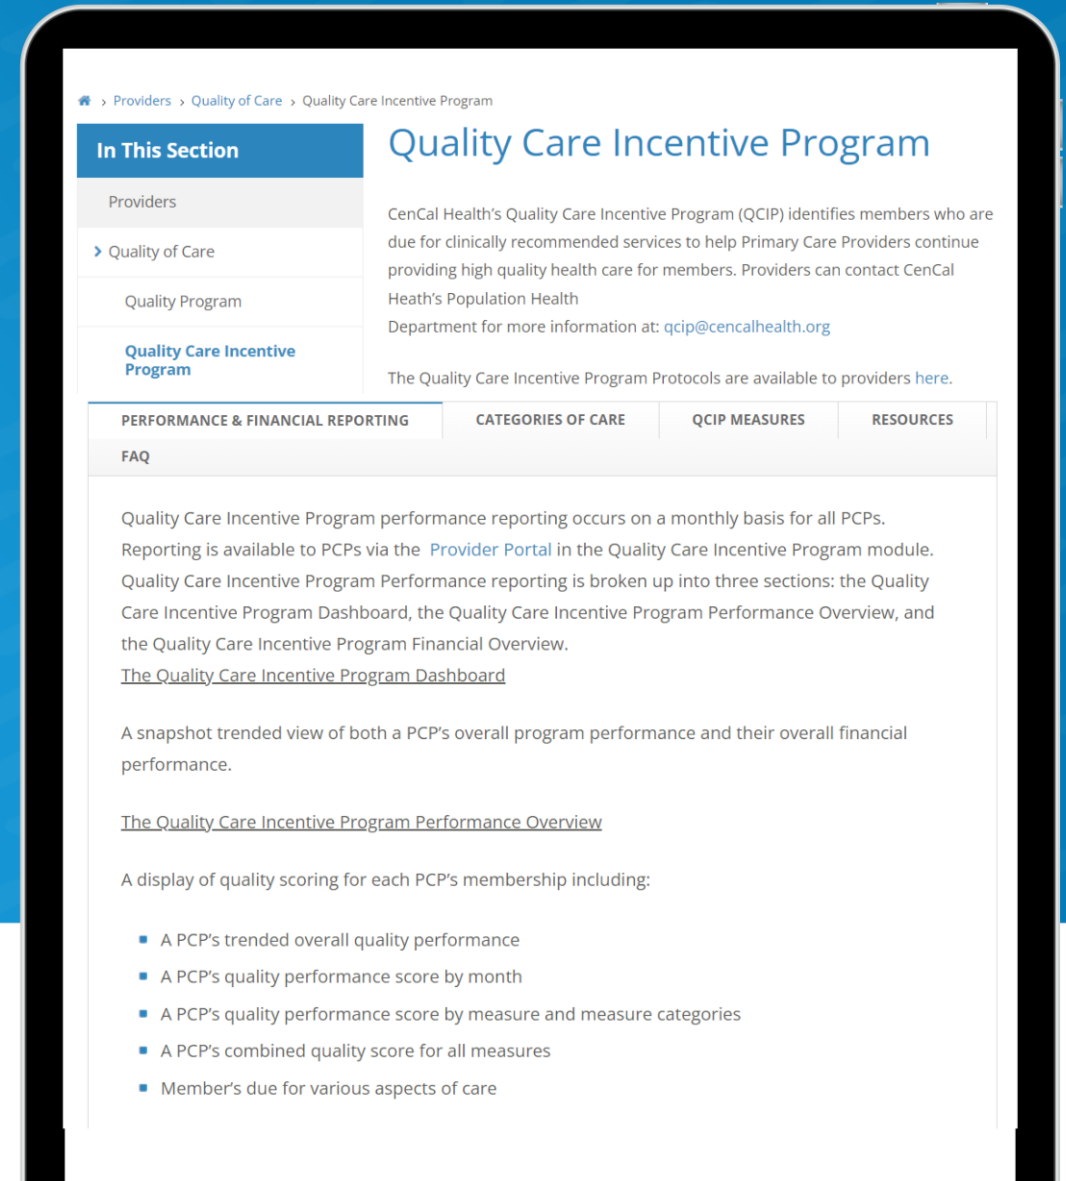 Providers > Quality of Care > Quality Care Incentive Program
In This Section
Providers
Quality of Care
Quality Program
Quality Care Incentive
Program
Quality Care Incentive Program
CenCal Health's Quality Care Incentive Program (QCIP) identifies members who are
due for clinically recommended services to help Primary Care Providers continue
providing high quality health care for members. Providers can contact CenCal
Heath's Population Health
Department for more information at: qcip@cencalhealth.org
The Quality Care Incentive Program Protocols are available to providers here.
PERFORMANCE & FINANCIAL REPORTING
CATEGORIES OF CARE
QCIP MEASURES
RESOURCES
FAQ
Quality Care Incentive Program performance reporting occurs on a monthly basis for all PCPs.
Reporting is available to PCPs via the Provider Portal in the Quality Care Incentive Program module.
Quality Care Incentive Program Performance reporting is broken up into three sections: the Quality
Care Incentive Program Dashboard, the Quality Care Incentive Program Performance Overview, and
the Quality Care Incentive Program Financial Overview.
The Quality Care Incentive Program Dashboard
A snapshot trended view of both a PCP's overall program performance and their overall financial
performance.
The Quality Care Incentive Program Performance Overview
A display of quality scoring for each PCP's membership including:
A PCP's trended overall quality performance
A PCP's quality performance score by month
A PCP's quality performance score by measure and measure categories
A PCP's combined quality score for all measures
Member's due for various aspects of care